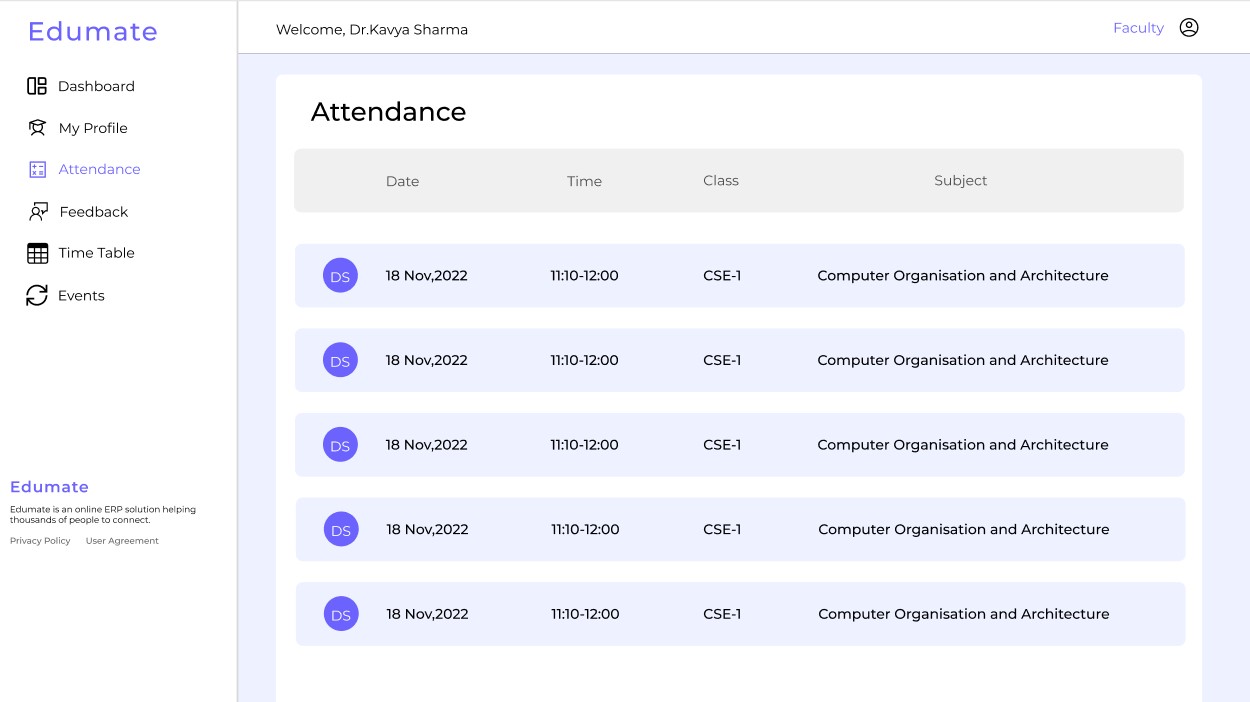 Edumate
Welcome, Dr.Kavya Sharma
Faculty
Dashboard
My Profile
Attendance
Feedback
Time Table
Events
Edumate
Edumate is an online ERP solution helping
thousands of people to connect.
Privacy Policy User Agreement
Attendance
Date Time Class Subject
DS 18 Nov,2022 11:10-12:00 CSE-1 Computer Organisation and Architecture
DS 18 Nov,2022 11:10-12:00 CSE-1 Computer Organisation and Architecture
DS 18 Nov,2022 11:10-12:00 CSE-1 Computer Organisation and Architecture
DS 18 Nov,2022 11:10-12:00 CSE-1 Computer Organisation and Architecture
DS 18 Nov,2022 11:10-12:00 CSE-1 Computer Organisation and Architecture